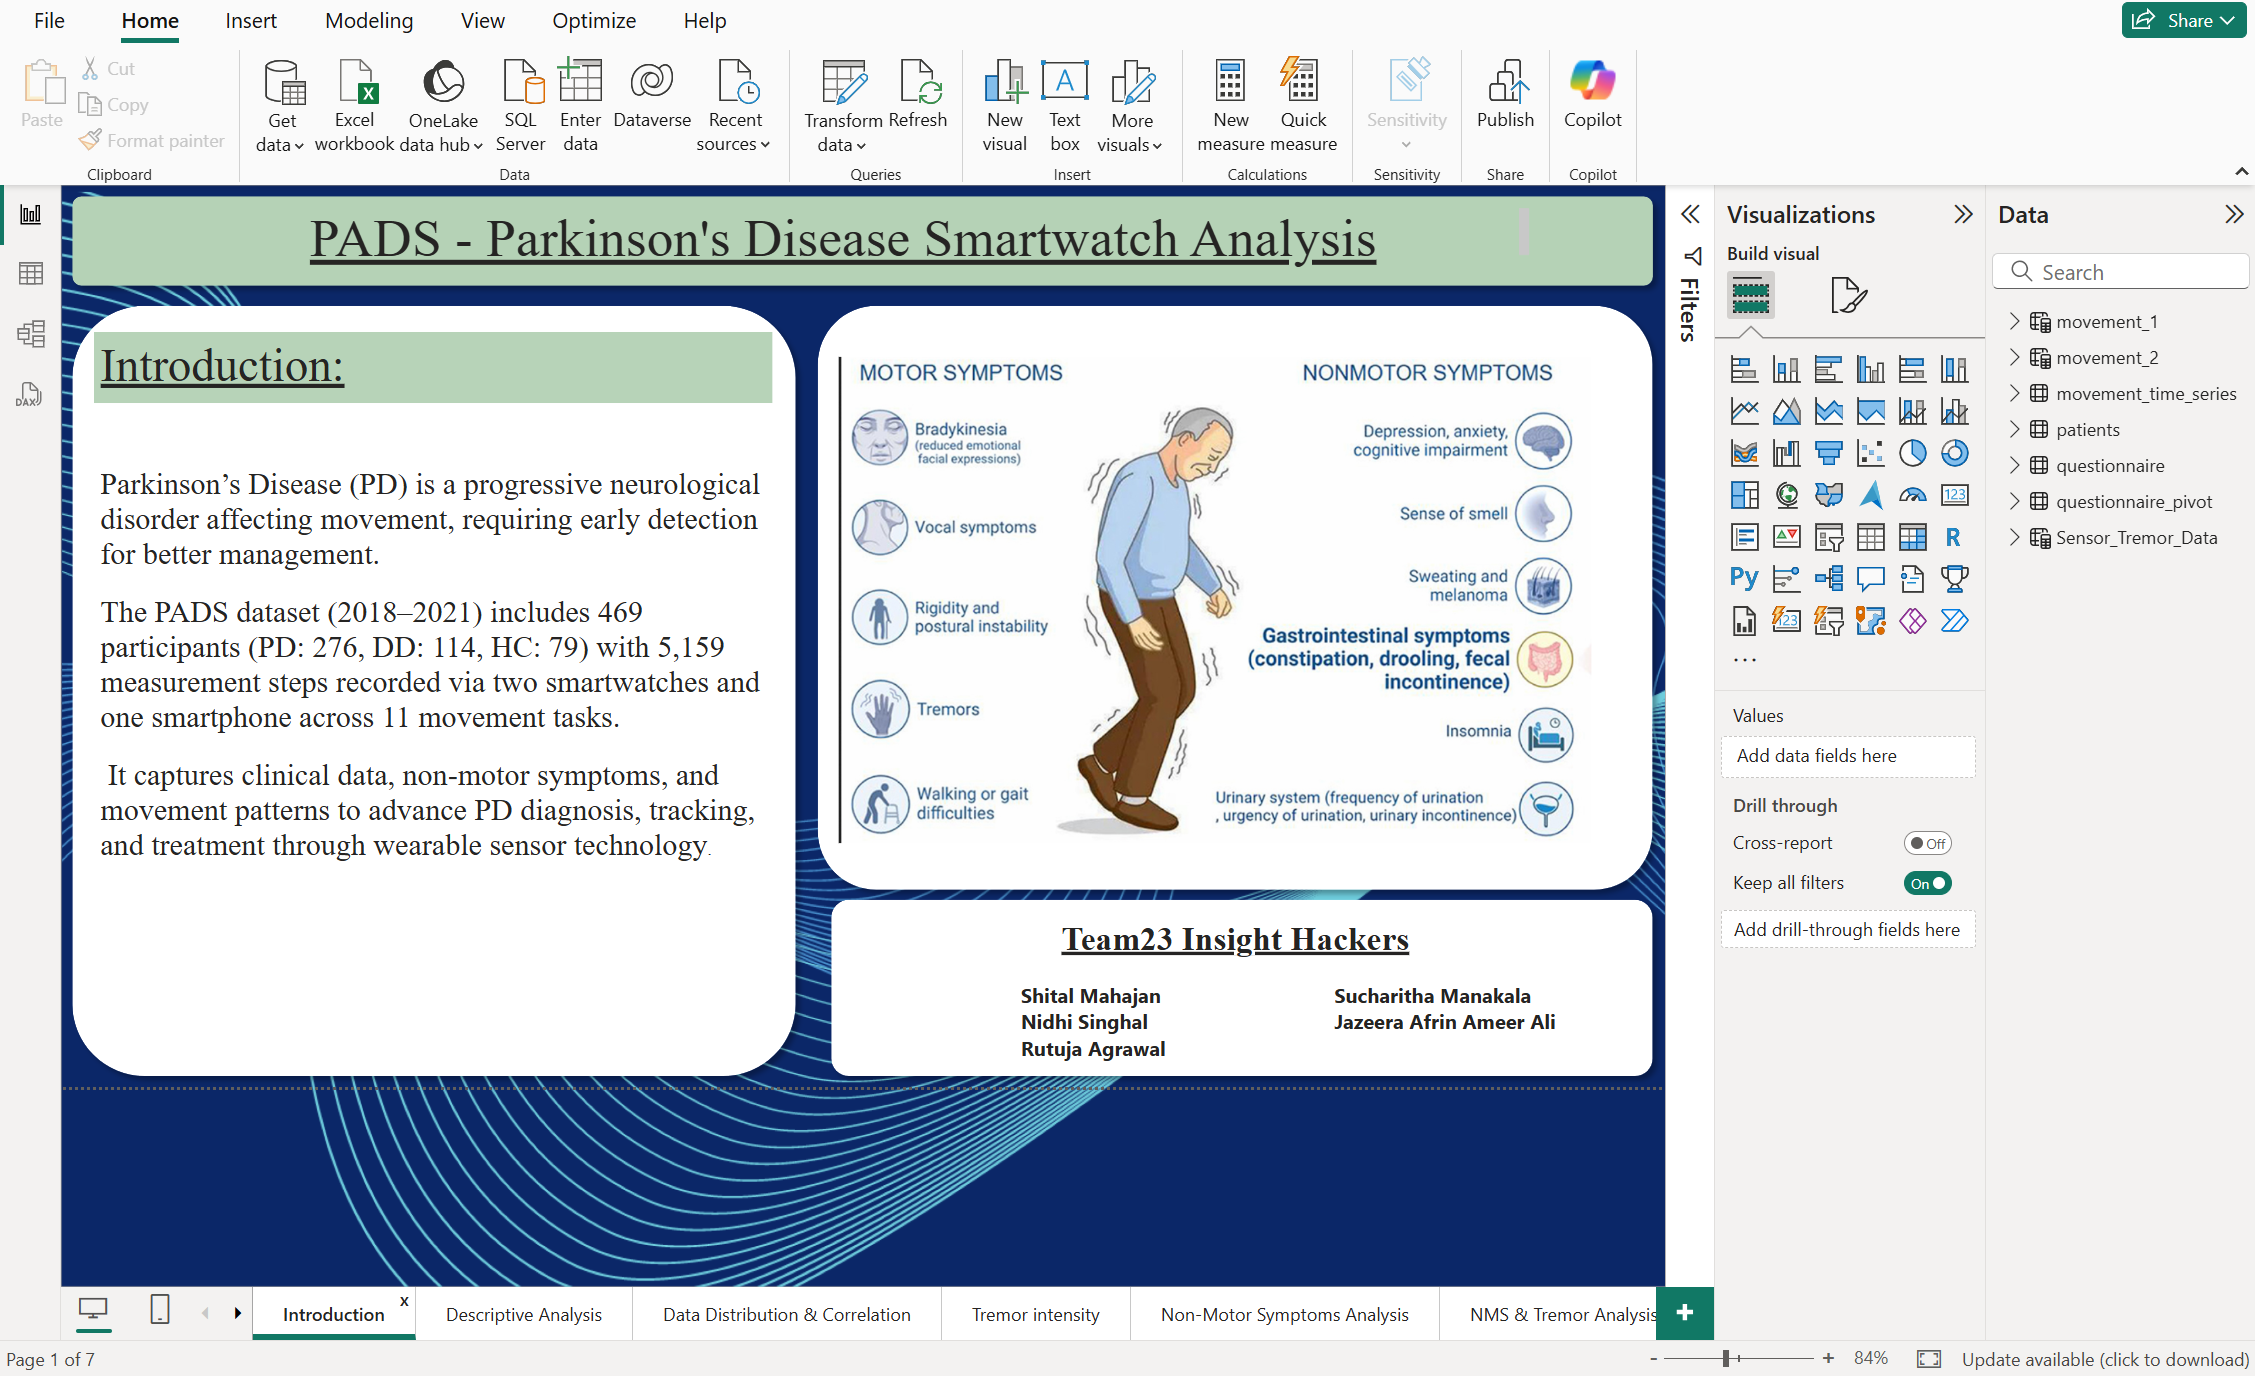 File
Home
Insert
Modeling
View
Optimize
Help
Share
Paste
Cut
Copy
Format painter
Clipboard
Get data
Excel workbook
OneLake data hub
SQL Server
Enter data
Dataverse
Recent sources
Data
Transform data
Refresh
Queries
New visual
Text box
More visuals
Insert
New measure
Quick measure
Calculations
Sensitivity
Sensitivity
Publish
Share
Copilot
Copilot
DAX
PADS - Parkinson's Disease Smartwatch Analysis
Introduction:
Parkinson’s Disease (PD) is a progressive neurological
disorder affecting movement, requiring early detection
for better management.
The PADS dataset (2018–2021) includes 469
participants (PD: 276, DD: 114, HC: 79) with 5,159
measurement steps recorded via two smartwatches and
one smartphone across 11 movement tasks.
It captures clinical data, non-motor symptoms, and
movement patterns to advance PD diagnosis, tracking,
and treatment through wearable sensor technology.
MOTOR SYMPTOMS
Bradykinesia
(reduced emotional
facial expressions)
Vocal symptoms
Rigidity and
postural instability
Tremors
Walking or gait
difficulties
NONMOTOR SYMPTOMS
Depression, anxiety,
cognitive impairment
Sense of smell
Sweating and
melanoma
Gastrointestinal symptoms
(constipation, drooling, fecal
incontinence)
Insomnia
Urinary system (frequency of urination
, urgency of urination, urinary incontinence)
Team23 Insight Hackers
Shital Mahajan
Nidhi Singhal
Rutuja Agrawal
Sucharitha Manakala
Jazeera Afrin Ameer Ali
Filters
Visualizations
Build visual
123
R
Py
123
...
Values
Add data fields here
Drill through
Cross-report
Off
Keep all filters
On
Add drill-through fields here
Data
Search
movement_1
movement_2
movement_time_series
patients
questionnaire
questionnaire_pivot
Sensor_Tremor_Data
Introduction
x
Descriptive Analysis
Data Distribution & Correlation
Tremor intensity
Non-Motor Symptoms Analysis
NMS & Tremor Analysis
+
Page 1 of 7
- + 84%
Update available (click to download)